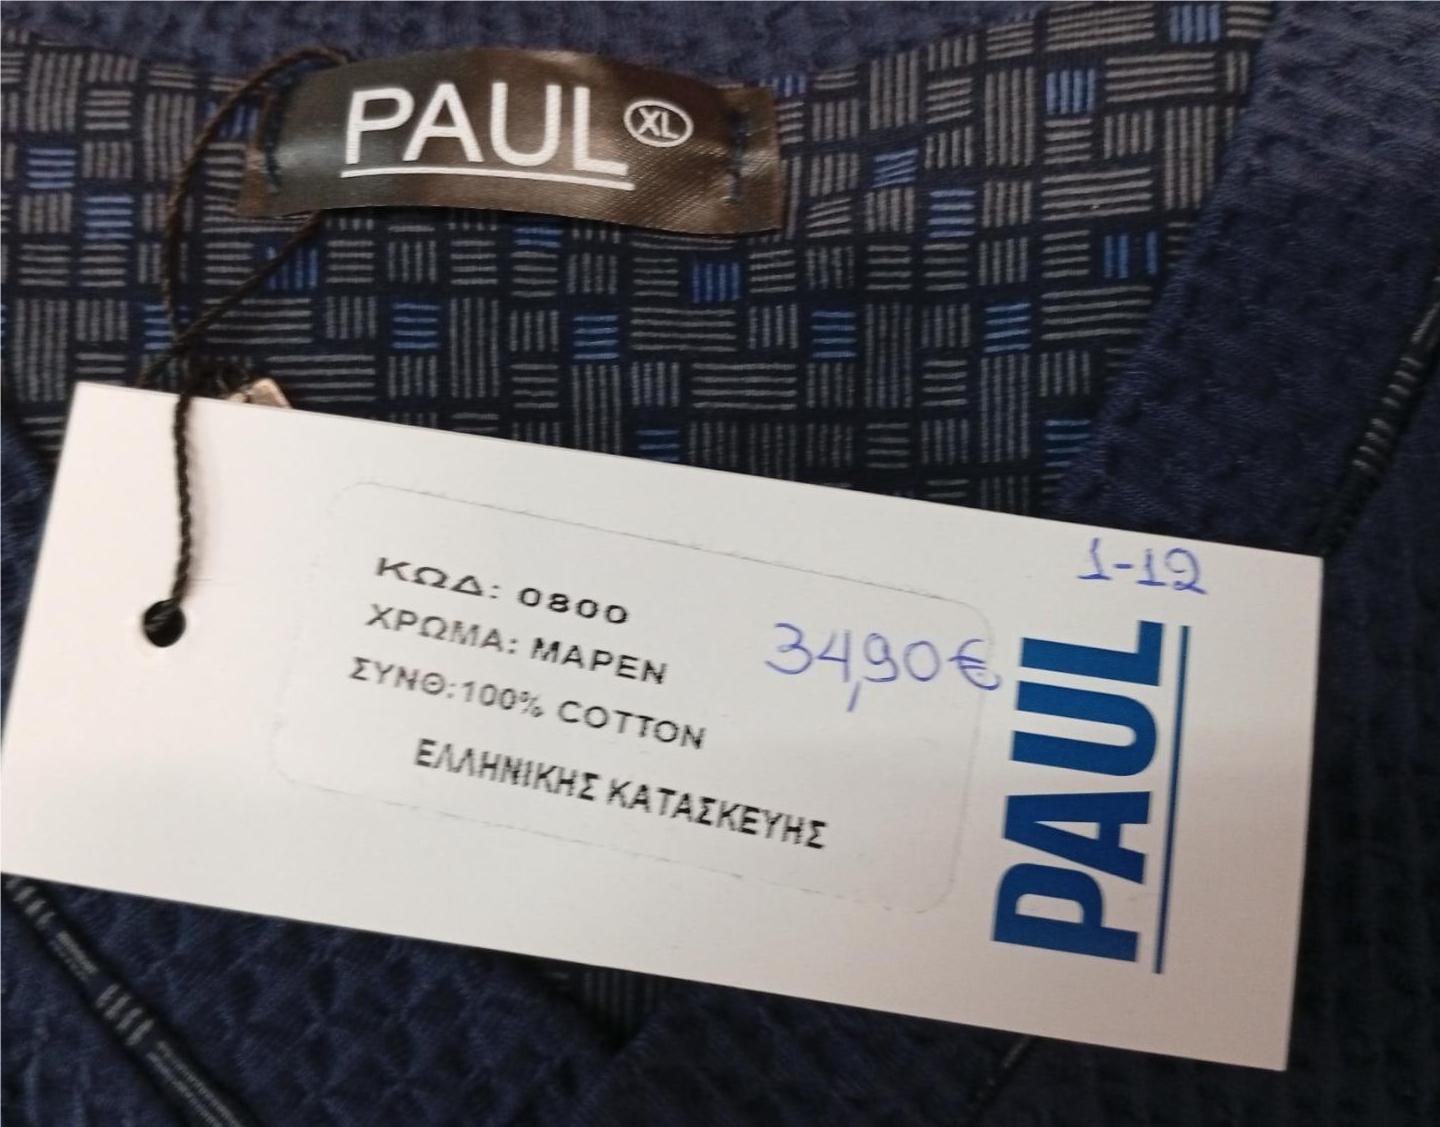 PAUL XL
1-12
ΚΩΔ: 0800
ΧΡΩΜΑ: ΜΑΡΕΝ
34,90€
ΣΥΝΘ:100% COTTON
ΕΛΛΗΝΙΚΗΣ ΚΑΤΑΣΚΕΥΗΣ
PAUL